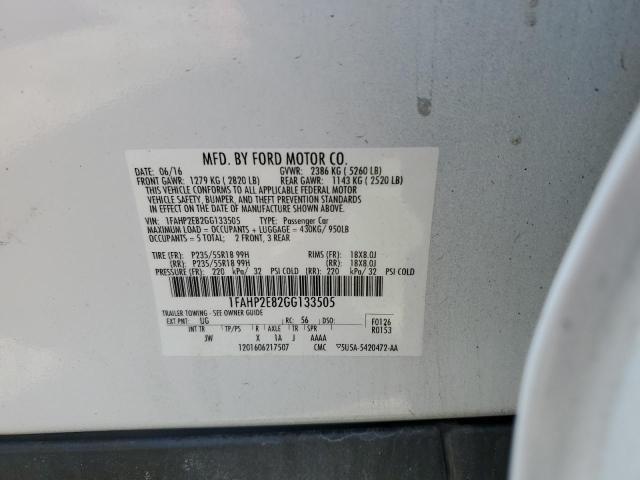 MFD. BY FORD MOTOR CO.
DATE: 06/16 GVWR: 2386 KG ( 5260 LB)
FRONT GAWR: 1279 KG ( 2820 LB) REAR GAWR: 1143 KG ( 2520 LB)
THIS VEHICLE CONFORMS TO ALL APPLICABLE FEDERAL MOTOR
VEHICLE SAFETY, BUMPER, AND THEFT PREVENTION STANDARDS
IN EFFECT ON THE DATE OF MANUFACTURE SHOWN ABOVE.
VIN: 1FAHP2E82GG133505 TYPE: Passenger Car
MAXIMUM LOAD = OCCUPANTS + LUGGAGE = 430KG/ 950LB
OCCUPANTS = 5 TOTAL; 2 FRONT, 3 REAR
TIRE (FR): P235/55R18 99H RIMS (FR): 18X8.0J
(RR): P235/55R18 99H (RR): 18X8.0J
PRESSURE (FR): 220 kPa/ 32 PSI COLD (RR): 220 kPa/ 32 PSI COLD
1FAHP2E82GG133505
TRAILER TOWING - SEE OWNER GUIDE
EXT PNT: UG RC: 56 DSO: F0126
INT TR TP/PS R AXLE TR SPR R0153
JW X 1A J AAAA
1201606217507 CMC ▽5U5A-5420472-AA